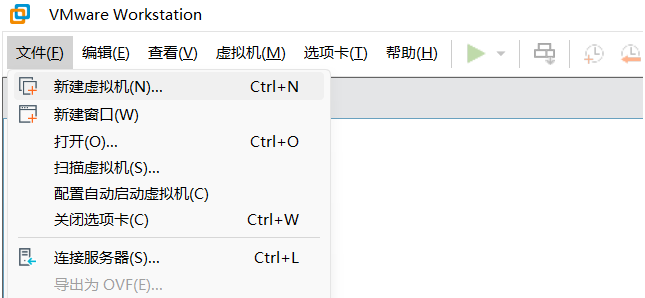 VMware Workstation
文件(F) 编辑(E) 查看(V) 虚拟机(M) 选项卡(T) 帮助(H)
新建虚拟机(N)... Ctrl+N
新建窗口(W)
打开(O)... Ctrl+O
扫描虚拟机(S)...
配置自动启动虚拟机(C)
关闭选项卡(C) Ctrl+W
连接服务器(S)... Ctrl+L
导出为 OVF(E)...